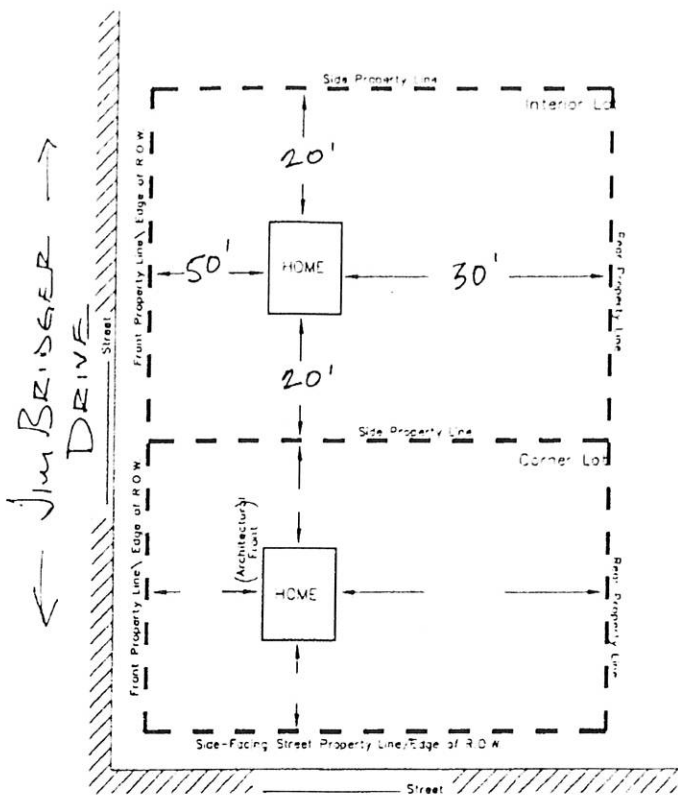 Side Property Line
Interior Lot
20'
Front Property Line\ Edge of R.O.W
50'
HOME
30'
Rear Property Line
← JIM BRIDGER →
DRIVE
Street
20'
Side Property Line
Corner Lot
Front Property Line\ Edge of R.O.W
(Architectural
Front
HOME
Rear Property Line
Side-Facing Street Property Line/Edge of R.O.W
Street